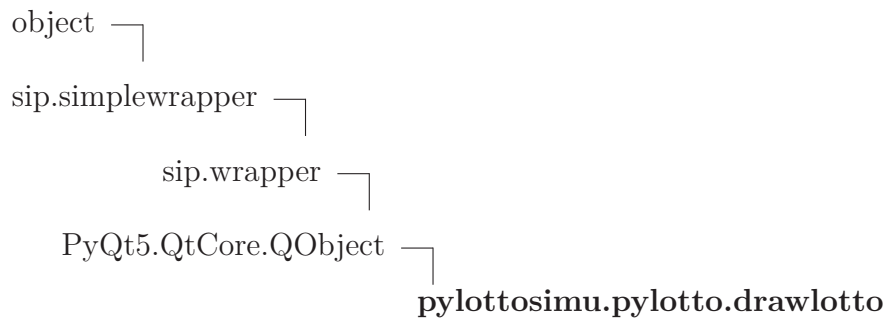 object
sip.simplewrapper
sip.wrapper
PyQt5.QtCore.QObject
pylottosimu.pylotto.drawlotto